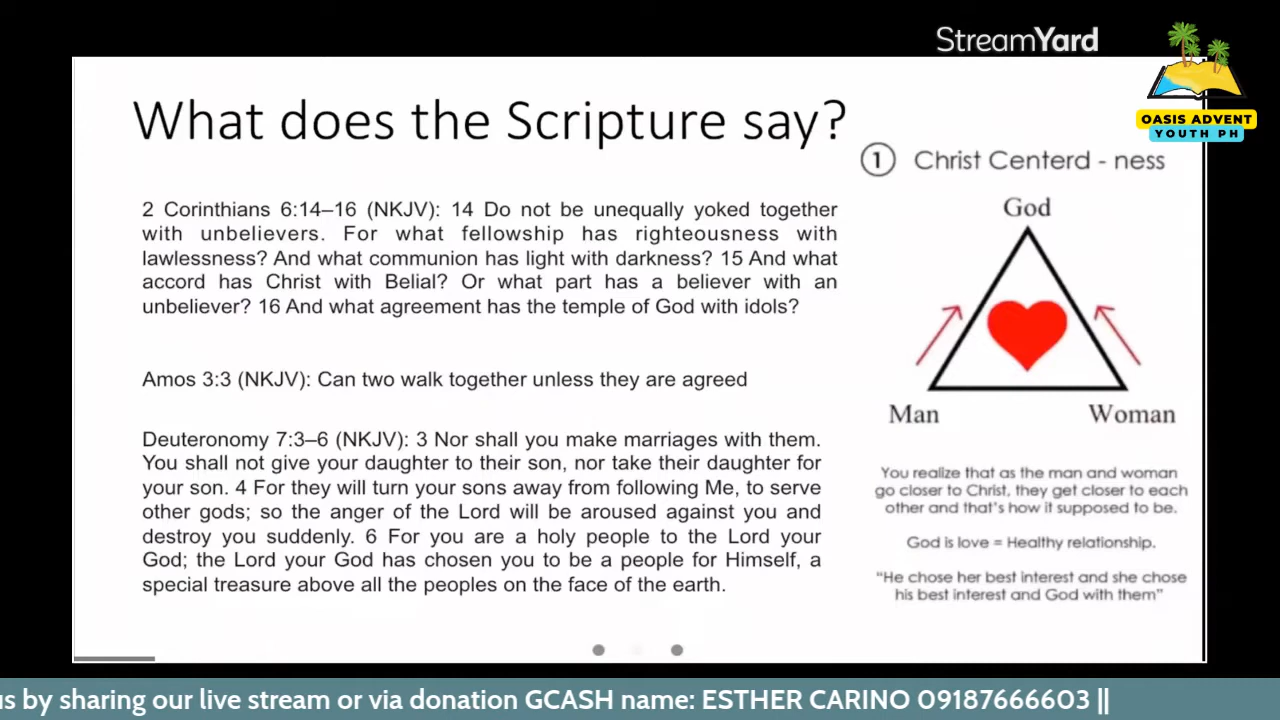 StreamYard
OASIS ADVENT
YOUTH PH
What does the Scripture say?
2 Corinthians 6:14–16 (NKJV): 14 Do not be unequally yoked together
with unbelievers. For what fellowship has righteousness with
lawlessness? And what communion has light with darkness? 15 And what
accord has Christ with Belial? Or what part has a believer with an
unbeliever? 16 And what agreement has the temple of God with idols?
Amos 3:3 (NKJV): Can two walk together unless they are agreed
Deuteronomy 7:3–6 (NKJV): 3 Nor shall you make marriages with them.
You shall not give your daughter to their son, nor take their daughter for
your son. 4 For they will turn your sons away from following Me, to serve
other gods; so the anger of the Lord will be aroused against you and
destroy you suddenly. 6 For you are a holy people to the Lord your
God; the Lord your God has chosen you to be a people for Himself, a
special treasure above all the peoples on the face of the earth.
1 Christ Centerd - ness
God
Man Woman
You realize that as the man and woman
go closer to Christ, they get closer to each
other and that's how it supposed to be.
God is love = Healthy relationship.
"He chose her best interest and she chose
his best interest and God with them"
us by sharing our live stream or via donation GCASH name: ESTHER CARINO 09187666603 ||